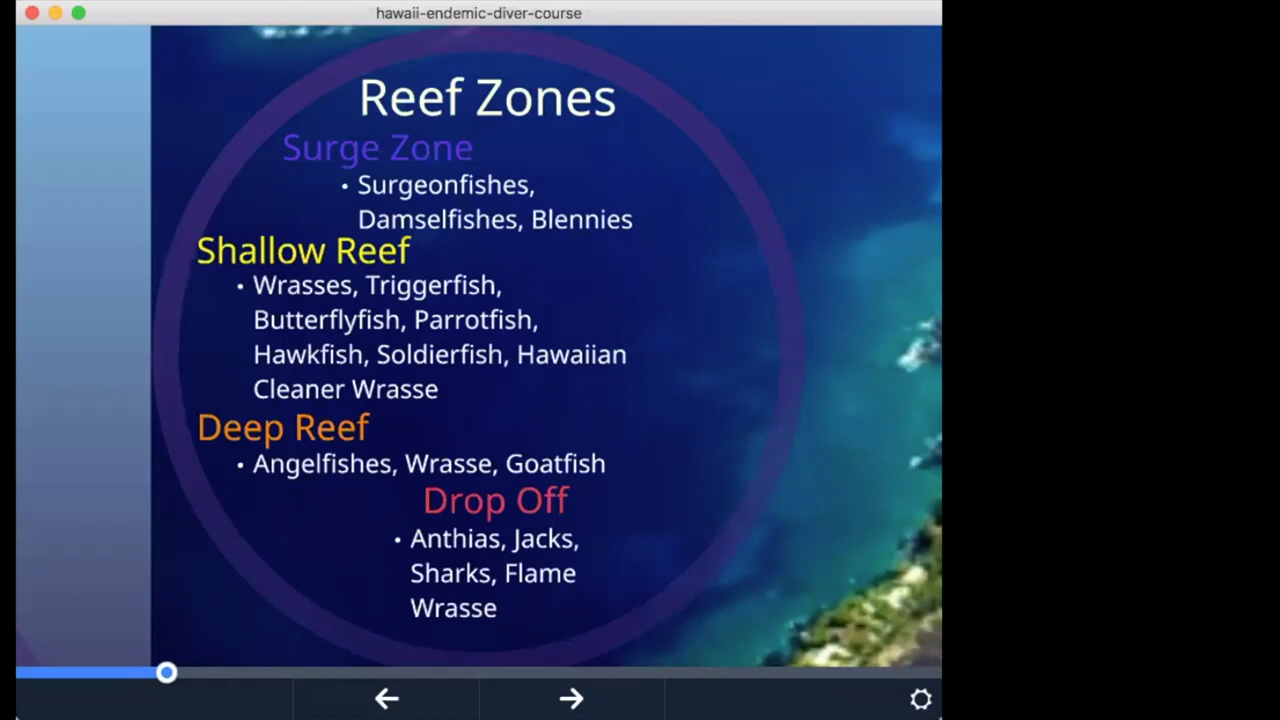 hawaii-endemic-diver-course
Reef Zones
Surge Zone
• Surgeonfishes,
Damselfishes, Blennies
Shallow Reef
• Wrasses, Triggerfish,
Butterflyfish, Parrotfish,
Hawkfish, Soldierfish, Hawaiian
Cleaner Wrasse
Deep Reef
• Angelfishes, Wrasse, Goatfish
Drop Off
• Anthias, Jacks,
Sharks, Flame
Wrasse